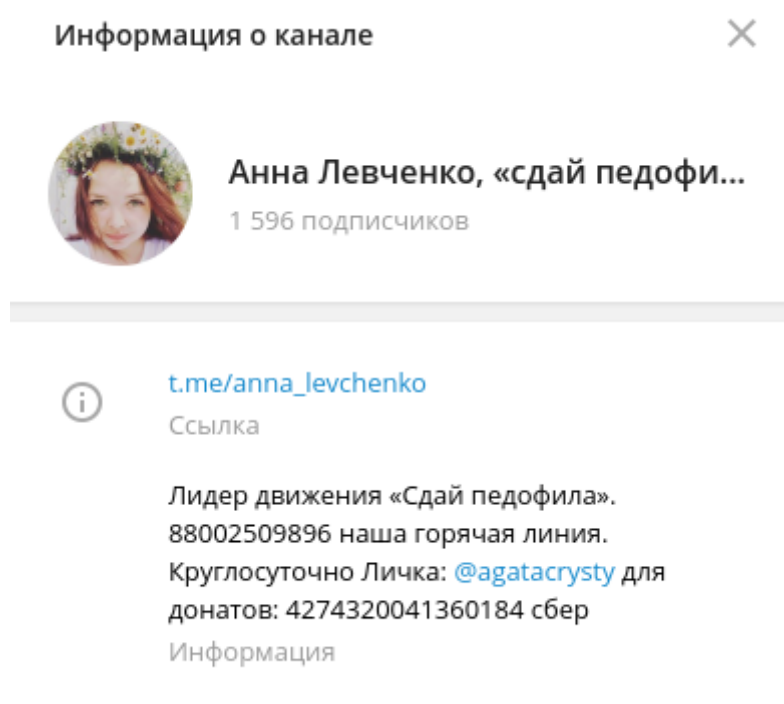 Информация о канале
Анна Левченко, «сдай педофи...
1 596 подписчиков
t.me/anna_levchenko
Ссылка
Лидер движения «Сдай педофила».
88002509896 наша горячая линия.
Круглосуточно Личка: @agatacrysty для
донатов: 4274320041360184 сбер
Информация